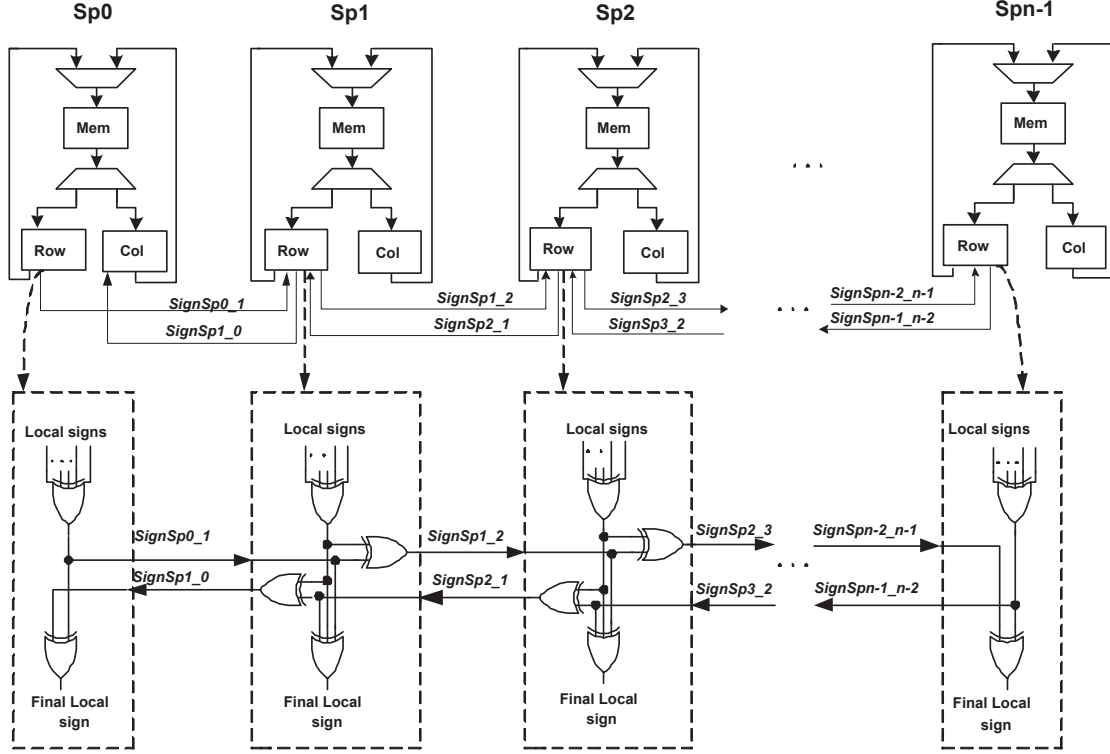 Sp0
Sp1
Sp2
Spn-1
Mem
Mem
Mem
Mem
. . .
Row
Col
Row
Col
Row
Col
Row
Col
SignSp0_1
SignSp1_0
SignSp1_2
SignSp2_1
SignSp2_3
SignSp3_2
. . .
SignSpn-2_n-1
SignSpn-1_n-2
Local signs
Local signs
Local signs
Local signs
SignSp0_1
SignSp1_0
SignSp1_2
SignSp2_1
SignSp2_3
SignSp3_2
. . .
SignSpn-2_n-1
SignSpn-1_n-2
Final Local
sign
Final Local
sign
Final Local
sign
Final Local
sign